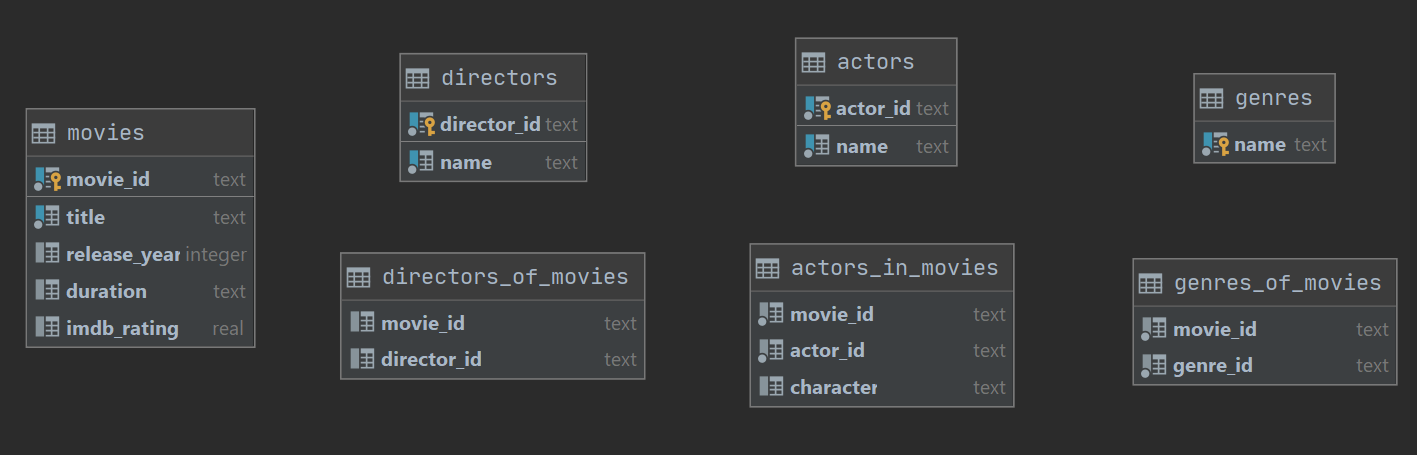 movies
movie_id text
title text
release_year integer
duration text
imdb_rating real
directors
director_id text
name text
directors_of_movies
movie_id text
director_id text
actors
actor_id text
name text
actors_in_movies
movie_id text
actor_id text
character text
genres
name text
genres_of_movies
movie_id text
genre_id text